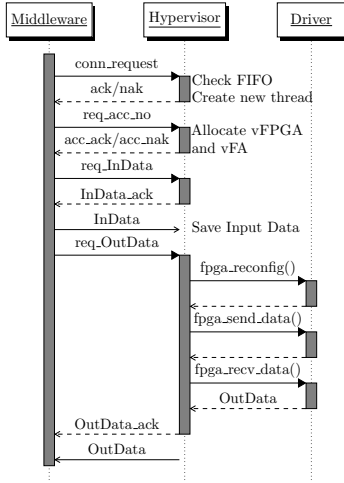 Middleware
Hypervisor
Driver
conn_request
Check FIFO
ack/nak
Create new thread
req_acc_no
Allocate vFPGA
acc_ack/acc_nak
and vFA
req_InData
InData_ack
InData
Save Input Data
req_OutData
fpga_reconfig()
fpga_send_data()
fpga_recv_data()
OutData
OutData_ack
OutData